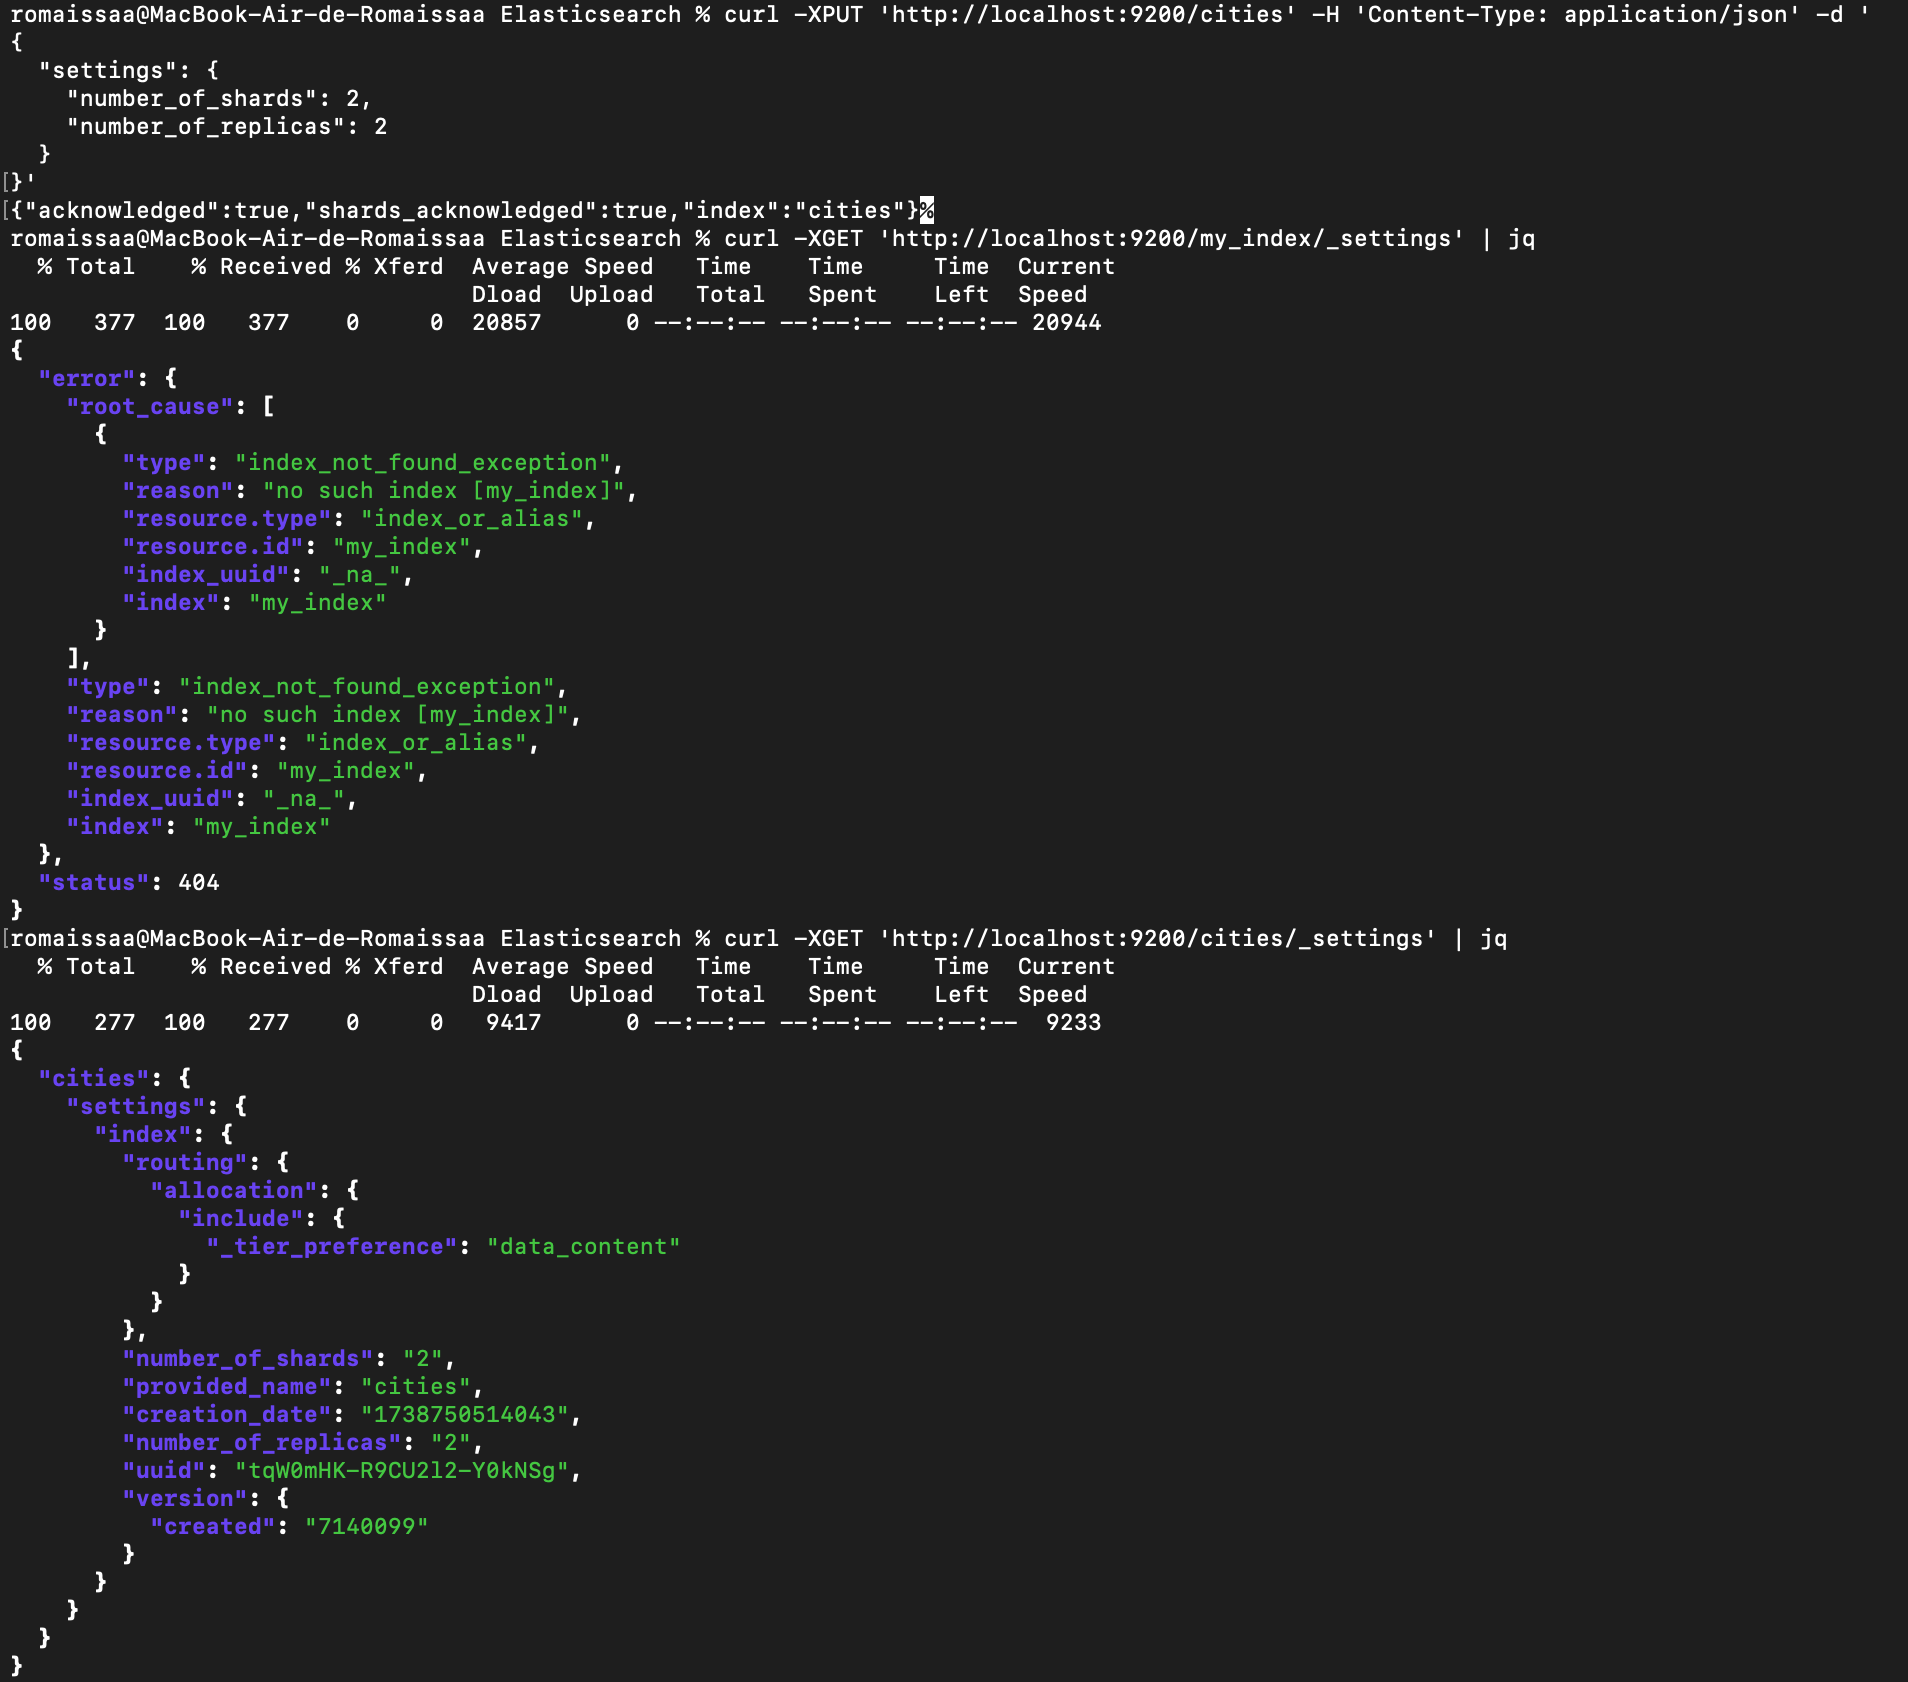 romaissaa@MacBook-Air-de-Romaissaa Elasticsearch % curl -XPUT 'http://localhost:9200/cities' -H 'Content-Type: application/json' -d '
{
  "settings": {
    "number_of_shards": 2,
    "number_of_replicas": 2
  }
[}'
[{"acknowledged":true,"shards_acknowledged":true,"index":"cities"}%
romaissaa@MacBook-Air-de-Romaissaa Elasticsearch % curl -XGET 'http://localhost:9200/my_index/_settings' | jq
  % Total    % Received % Xferd  Average Speed   Time    Time     Time  Current
                                 Dload  Upload   Total   Spent    Left  Speed
100   377  100   377    0     0  20857      0 --:--:-- --:--:-- --:--:-- 20944
{
  "error": {
    "root_cause": [
      {
        "type": "index_not_found_exception",
        "reason": "no such index [my_index]",
        "resource.type": "index_or_alias",
        "resource.id": "my_index",
        "index_uuid": "_na_",
        "index": "my_index"
      }
    ],
    "type": "index_not_found_exception",
    "reason": "no such index [my_index]",
    "resource.type": "index_or_alias",
    "resource.id": "my_index",
    "index_uuid": "_na_",
    "index": "my_index"
  },
  "status": 404
}
[romaissaa@MacBook-Air-de-Romaissaa Elasticsearch % curl -XGET 'http://localhost:9200/cities/_settings' | jq
  % Total    % Received % Xferd  Average Speed   Time    Time     Time  Current
                                 Dload  Upload   Total   Spent    Left  Speed
100   277  100   277    0     0   9417      0 --:--:-- --:--:-- --:--:--  9233
{
  "cities": {
    "settings": {
      "index": {
        "routing": {
          "allocation": {
            "include": {
              "_tier_preference": "data_content"
            }
          }
        },
        "number_of_shards": "2",
        "provided_name": "cities",
        "creation_date": "1738750514043",
        "number_of_replicas": "2",
        "uuid": "tqW0mHK-R9CU2l2-Y0kNSg",
        "version": {
          "created": "7140099"
        }
      }
    }
  }
}